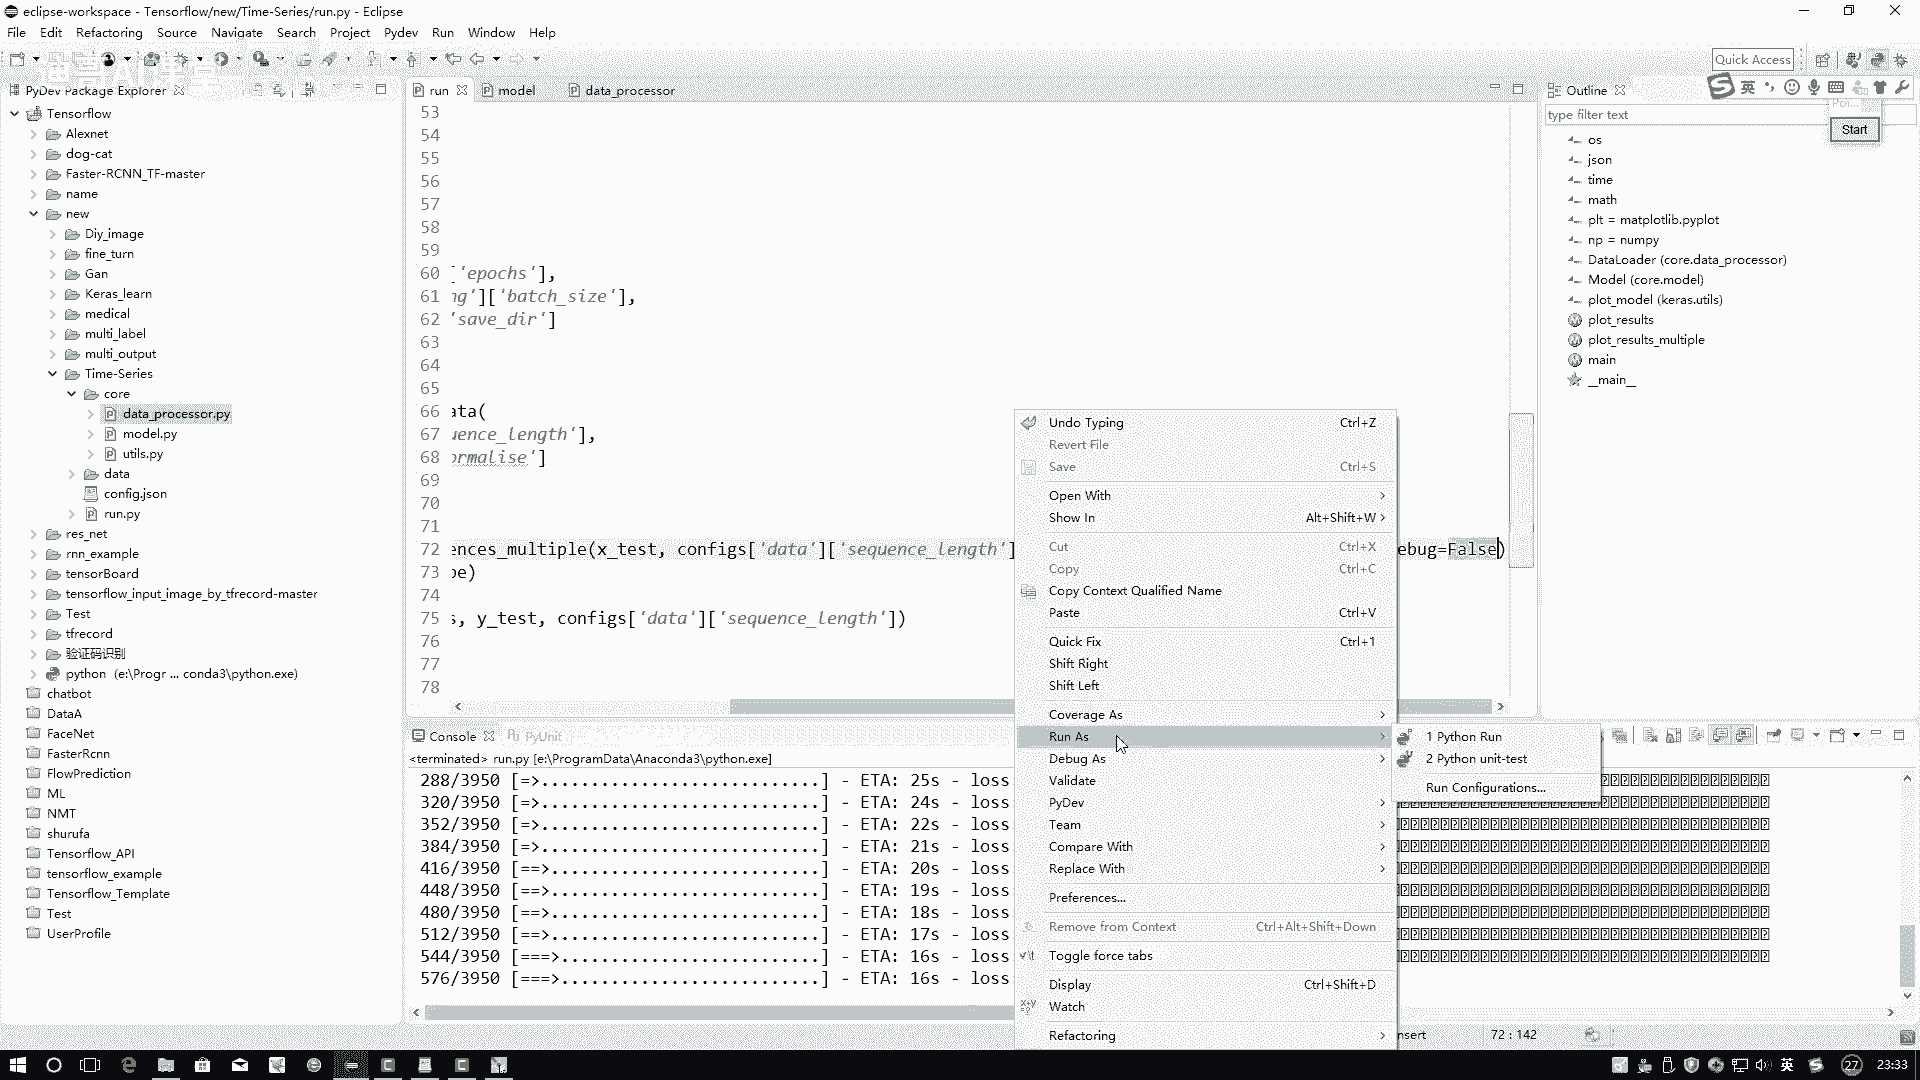 eclipse-workspace - Tensorflow/new/Time-Series/run.py - Eclipse
File Edit Refactoring Source Navigate Search Project Pydev Run Window Help
Quick Access
PyDev Package Explorer
Tensorflow
Alexnet
dog-cat
Faster-RCNN_TF-master
name
new
Diy_image
fine_turn
Gan
Keras_learn
medical
multi_label
multi_output
Time-Series
core
data_processor.py
model.py
utils.py
data
config.json
run.py
res_net
rnn_example
tensorBoard
tensorflow_input_image_by_tfrecord-master
Test
tfrecord
验证码识别
python (e:\Progr ... conda3\python.exe)
chatbot
DataA
FaceNet
FasterRcnn
FlowPrediction
ML
NMT
shurufa
Tensorflow_API
tensorflow_example
Tensorflow_Template
Test
UserProfile
run model data_processor
53
54
55
56
57
58
59
60 ['epochs'],
61 ng']['batch_size'],
62 'save_dir']
63
64
65
66 ata(
67 uence_length'],
68 ormalise']
69
70
71
72 ences_multiple(x_test, configs['data']['sequence_length'] ebug=False)
73 pe)
74
75 s, y_test, configs['data']['sequence_length'])
76
77
78
Undo Typing Ctrl+Z
Revert File
Save Ctrl+S
Open With
Show In Alt+Shift+W
Cut Ctrl+X
Copy Ctrl+C
Copy Context Qualified Name
Paste Ctrl+V
Quick Fix Ctrl+1
Shift Right
Shift Left
Coverage As
Run As
Debug As
Validate
PyDev
Team
Compare With
Replace With
Preferences...
Remove from Context Ctrl+Alt+Shift+Down
Toggle force tabs
Display Ctrl+Shift+D
Watch
Refactoring
1 Python Run
2 Python unit-test
Run Configurations...
Console PyUnit
<terminated> run.py [e:\ProgramData\Anaconda3\python.exe]
288/3950 [=>............................] - ETA: 25s - loss
320/3950 [=>............................] - ETA: 24s - loss
352/3950 [=>............................] - ETA: 22s - loss
384/3950 [=>............................] - ETA: 21s - loss
416/3950 [==>...........................] - ETA: 20s - loss
448/3950 [==>...........................] - ETA: 19s - loss
480/3950 [==>...........................] - ETA: 18s - loss
512/3950 [==>...........................] - ETA: 17s - loss
544/3950 [===>..........................] - ETA: 16s - loss
576/3950 [===>..........................] - ETA: 16s - loss
Outline
英
type filter text
Start
os
json
time
math
plt = matplotlib.pyplot
np = numpy
DataLoader (core.data_processor)
Model (core.model)
plot_model (keras.utils)
plot_results
plot_results_multiple
main
__main__
nsert 72 : 142
英 27 23:33